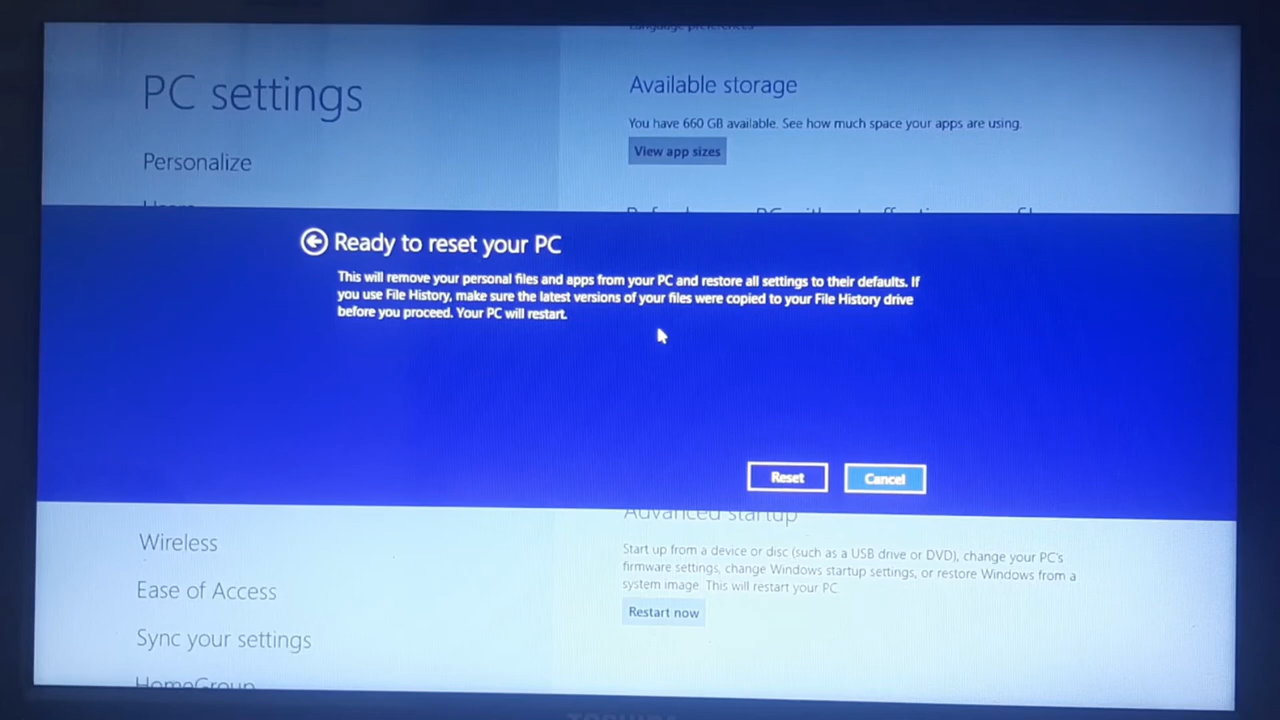 Language preferences
PC settings
Available storage
You have 660 GB available. See how much space your apps are using.
View app sizes
Personalize
Ready to reset your PC
This will remove your personal files and apps from your PC and restore all settings to their defaults. If
you use File History, make sure the latest versions of your files were copied to your File History drive
before you proceed. Your PC will restart.
Reset
Cancel
Advanced startup
Wireless
Start up from a device or disc (such as a USB drive or DVD), change your PC's
firmware settings, change Windows startup settings, or restore Windows from a
system image. This will restart your PC.
Ease of Access
Restart now
Sync your settings
HomeGroup
TOSHIBA